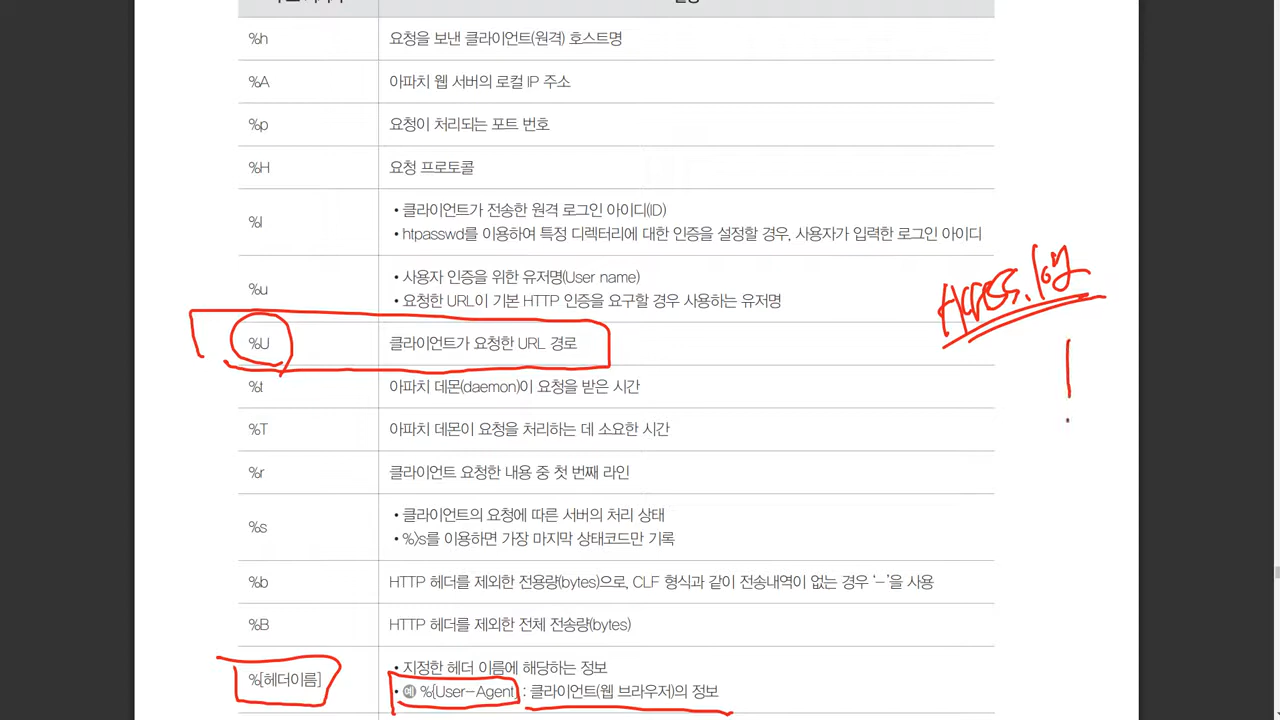 %h 요청을 보낸 클라이언트(원격) 호스트명
%A 아파치 웹 서버의 로컬 IP 주소
%p 요청이 처리되는 포트 번호
%H 요청 프로토콜
%l
• 클라이언트가 전송한 원격 로그인 아이디(ID)
• htpasswd를 이용하여 특정 디렉터리에 대한 인증을 설정할 경우, 사용자가 입력한 로그인 아이디
Access.log
%u
• 사용자 인증을 위한 유저명(User name)
• 요청한 URL이 기본 HTTP 인증을 요구할 경우 사용하는 유저명
%U 클라이언트가 요청한 URL 경로
%t 아파치 데몬(daemon)이 요청을 받은 시간
%T 아파치 데몬이 요청을 처리하는 데 소요한 시간
%r 클라이언트 요청한 내용 중 첫 번째 라인
%s
• 클라이언트의 요청에 따른 서버의 처리 상태
• %>s를 이용하면 가장 마지막 상태코드만 기록
%b HTTP 헤더를 제외한 전용량(bytes)으로, CLF 형식과 같이 전송내역이 없는 경우 ‘−’을 사용
%B HTTP 헤더를 제외한 전체 전송량(bytes)
%[헤더이름]
• 지정한 헤더 이름에 해당하는 정보
• 예 %{User-Agent : 클라이언트(웹 브라우저)의 정보